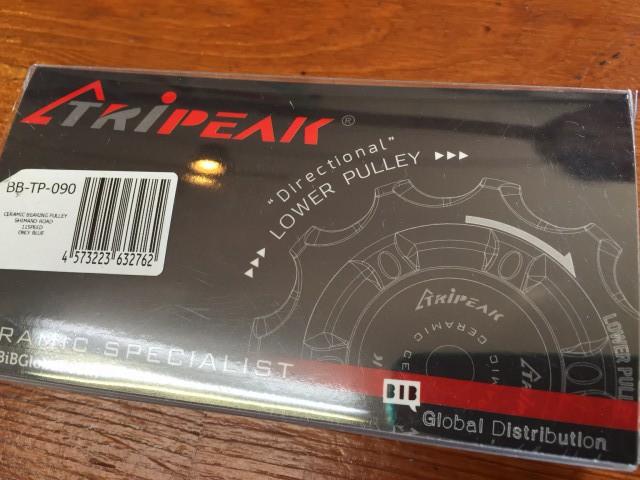 TRIPEAK®
"Directional"
LOWER PULLEY
BB-TP-090
CERAMIC BEARING PULLEY
SHIMANO ROAD
11SPEED
ONLY BLUE
4 573223 632762
TRIPEAK
CERAMIC
RAMIC SPECIALIST
BiBGlo
BIB
Global Distribution
LOWER PULL